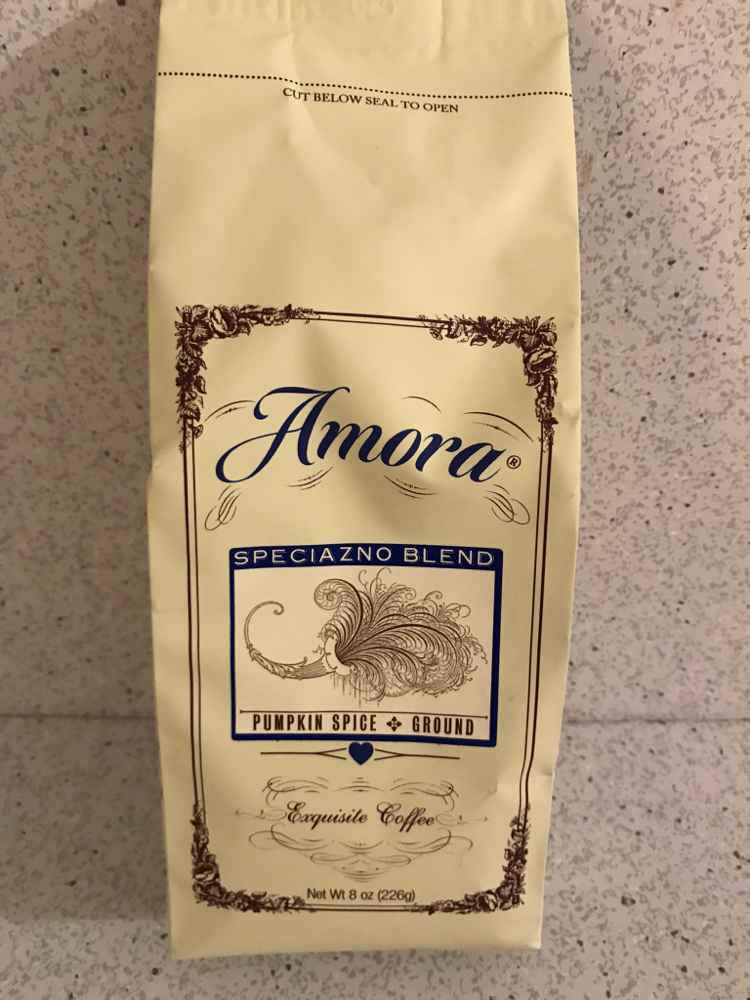 CUT BELOW SEAL TO OPEN
Amora®
SPECIAZNO BLEND
PUMPKIN SPICE ✣ GROUND
Exquisite Coffee
Net Wt 8 oz (226g)